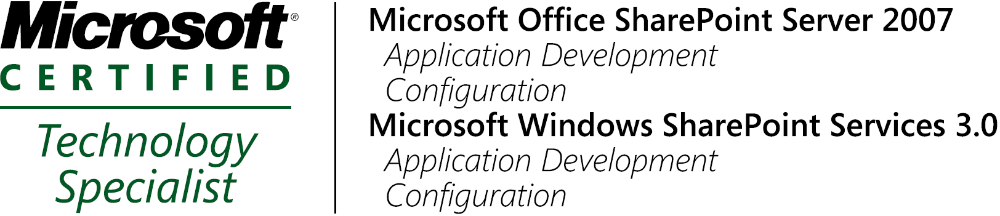 Microsoft®
CERTIFIED
Technology
Specialist
Microsoft Office SharePoint Server 2007
Application Development
Configuration
Microsoft Windows SharePoint Services 3.0
Application Development
Configuration